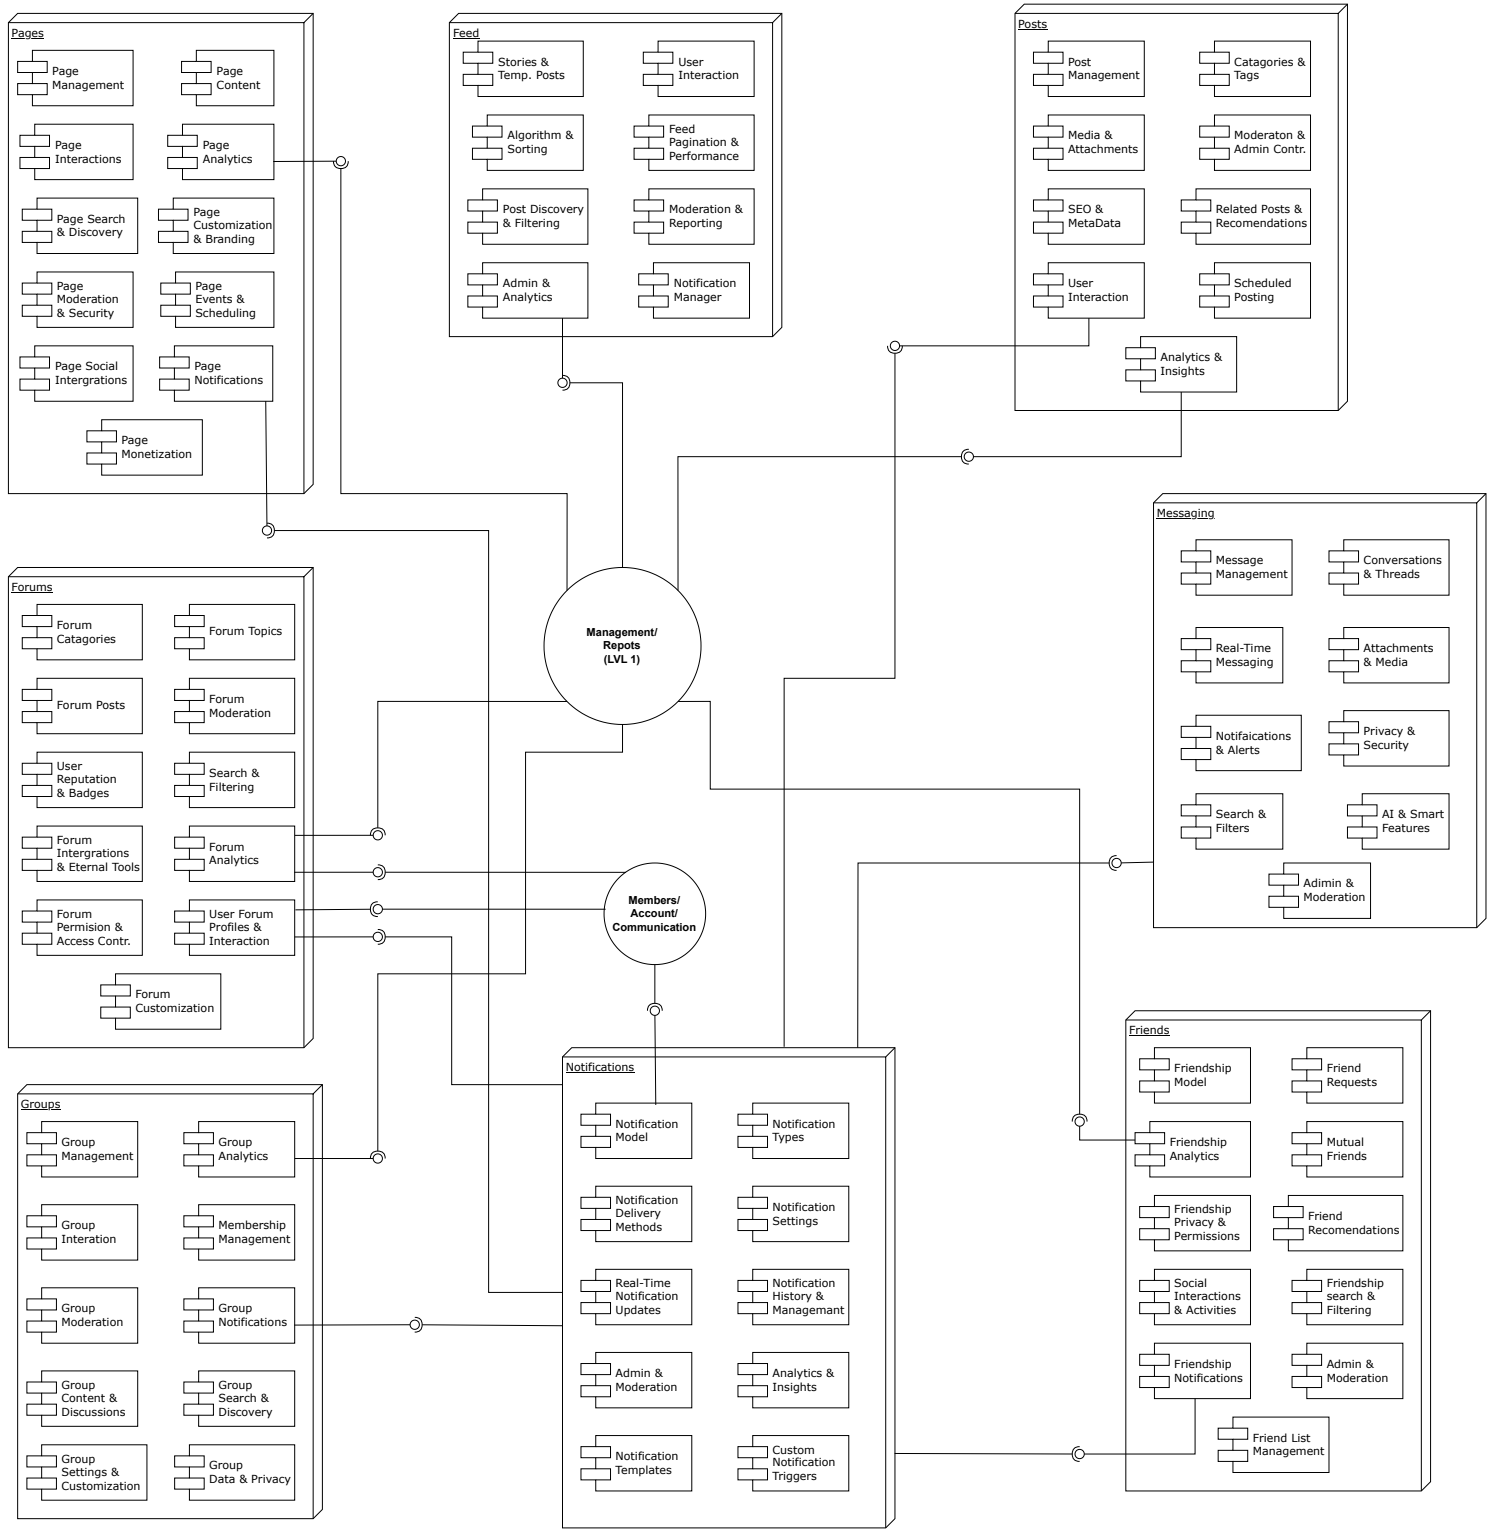 Pages
Page
Management
Page
Content
Page
Interactions
Page
Analytics
Page Search
& Discovery
Page
Customization
& Branding
Page
Moderation
& Security
Page
Events &
Scheduling
Page Social
Intergrations
Page
Notifications
Page
Monetization
Feed
Stories &
Temp. Posts
User
Interaction
Algorithm &
Sorting
Feed
Pagination &
Performance
Post Discovery
& Filtering
Moderation &
Reporting
Admin &
Analytics
Notification
Manager
Posts
Post
Management
Catagories &
Tags
Media &
Attachments
Moderaton &
Admin Contr.
SEO &
MetaData
Related Posts &
Recomendations
User
Interaction
Scheduled
Posting
Analytics &
Insights
Messaging
Message
Management
Conversations
& Threads
Real-Time
Messaging
Attachments
& Media
Notifaications
& Alerts
Privacy &
Security
Search &
Filters
AI & Smart
Features
Adimin &
Moderation
Forums
Forum
Catagories
Forum Topics
Forum Posts
Forum
Moderation
User
Reputation
& Badges
Search &
Filtering
Forum
Intergrations
& Eternal Tools
Forum
Analytics
Forum
Permision &
Access Contr.
User Forum
Profiles &
Interaction
Forum
Customization
Management/
Repots
(LVL 1)
Members/
Account/
Communication
Groups
Group
Management
Group
Analytics
Group
Interation
Membership
Management
Group
Moderation
Group
Notifications
Group
Content &
Discussions
Group
Search &
Discovery
Group
Settings &
Customization
Group
Data & Privacy
Notifications
Notification
Model
Notification
Types
Notification
Delivery
Methods
Notification
Settings
Real-Time
Notification
Updates
Notification
History &
Managemant
Admin &
Moderation
Analytics &
Insights
Notification
Templates
Custom
Notification
Triggers
Friends
Friendship
Model
Friend
Requests
Friendship
Analytics
Mutual
Friends
Friendship
Privacy &
Permissions
Friend
Recomendations
Social
Interactions
& Activities
Friendship
search &
Filtering
Friendship
Notifications
Admin &
Moderation
Friend List
Management